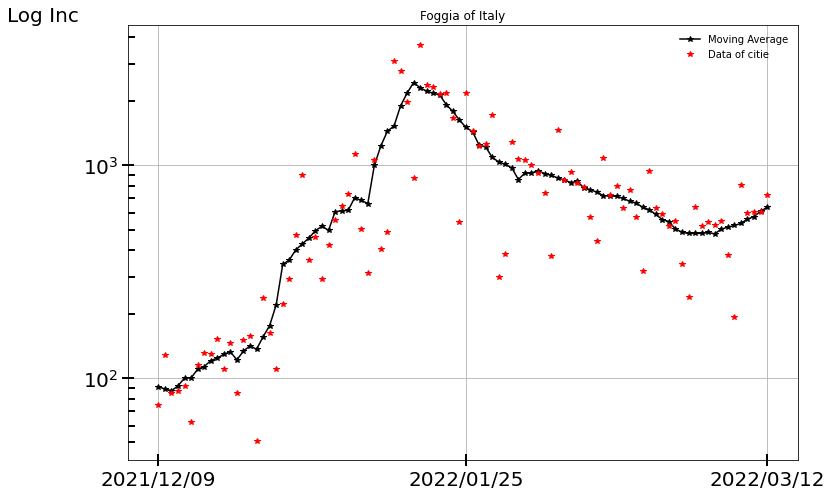 Log Inc
Foggia of Italy
Moving Average
Data of citie
10³
10²
2021/12/09
2022/01/25
2022/03/12